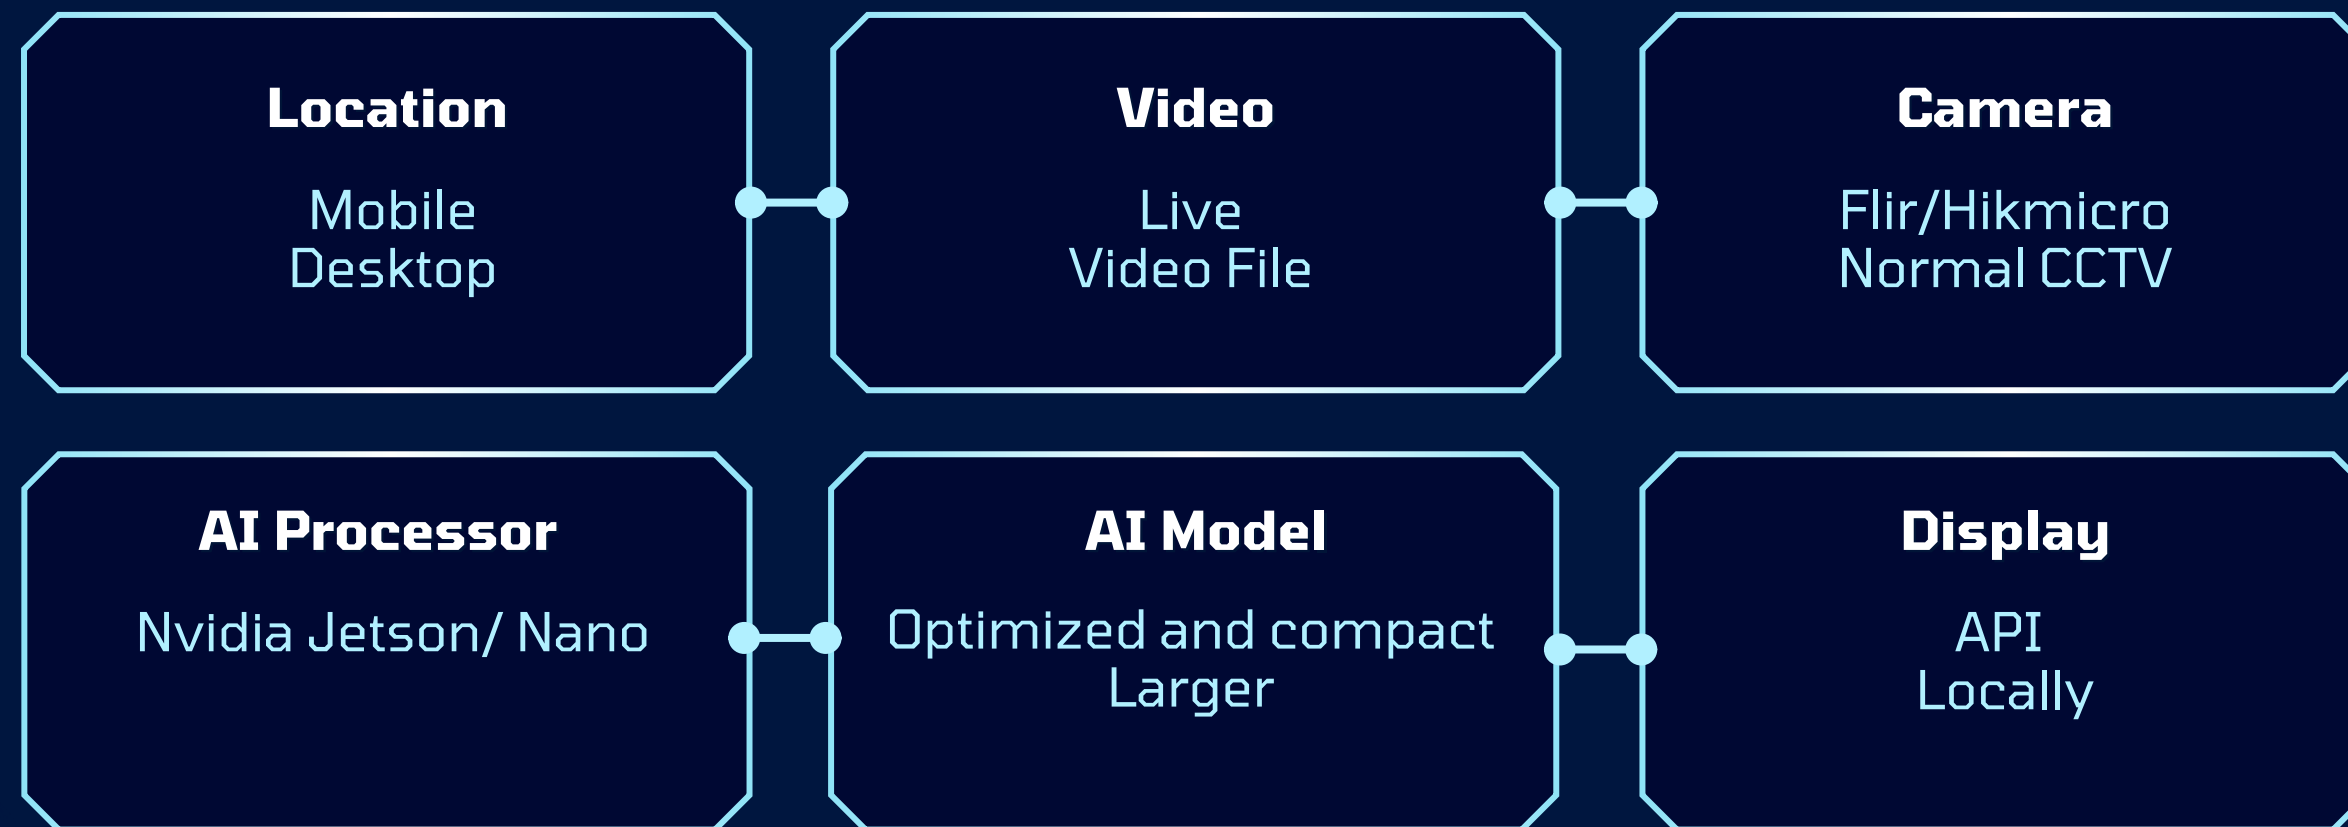 Location
Mobile
Desktop
Video
Live
Video File
Camera
Flir/Hikmicro
Normal CCTV
AI Processor
Nvidia Jetson/ Nano
AI Model
Optimized and compact
Larger
Display
API
Locally